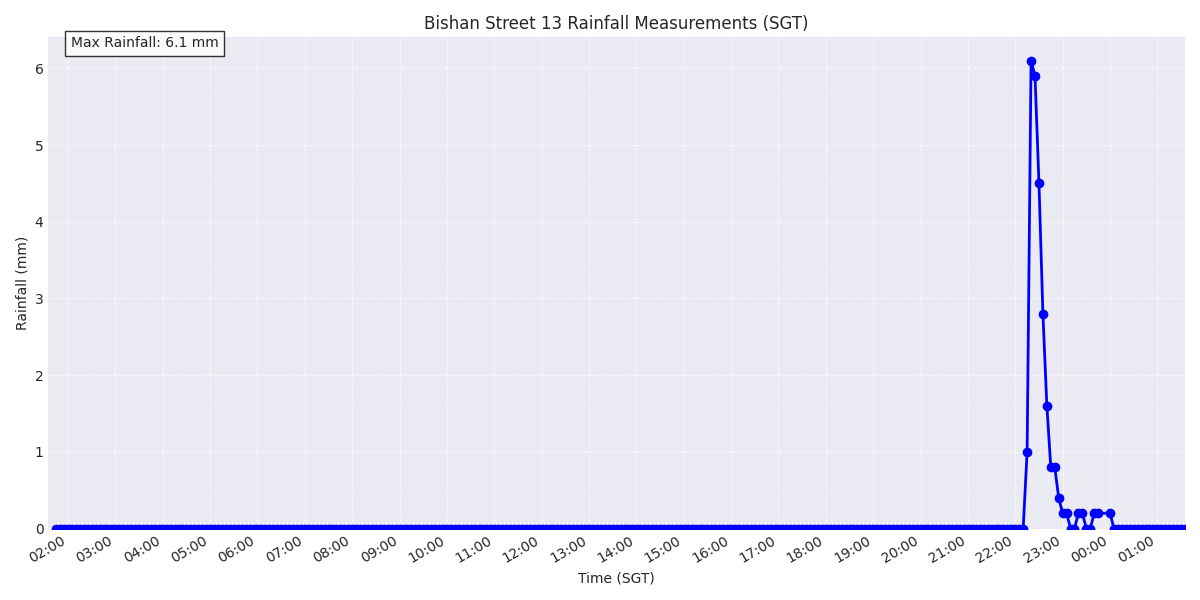 Bishan Street 13 Rainfall Measurements (SGT)
Max Rainfall: 6.1 mm
6
5
4
3
2
1
0
Rainfall (mm)
02:00 03:00 04:00 05:00 06:00 07:00 08:00 09:00 10:00 11:00 12:00 13:00 14:00 15:00 16:00 17:00 18:00 19:00 20:00 21:00 22:00 23:00 00:00 01:00
Time (SGT)